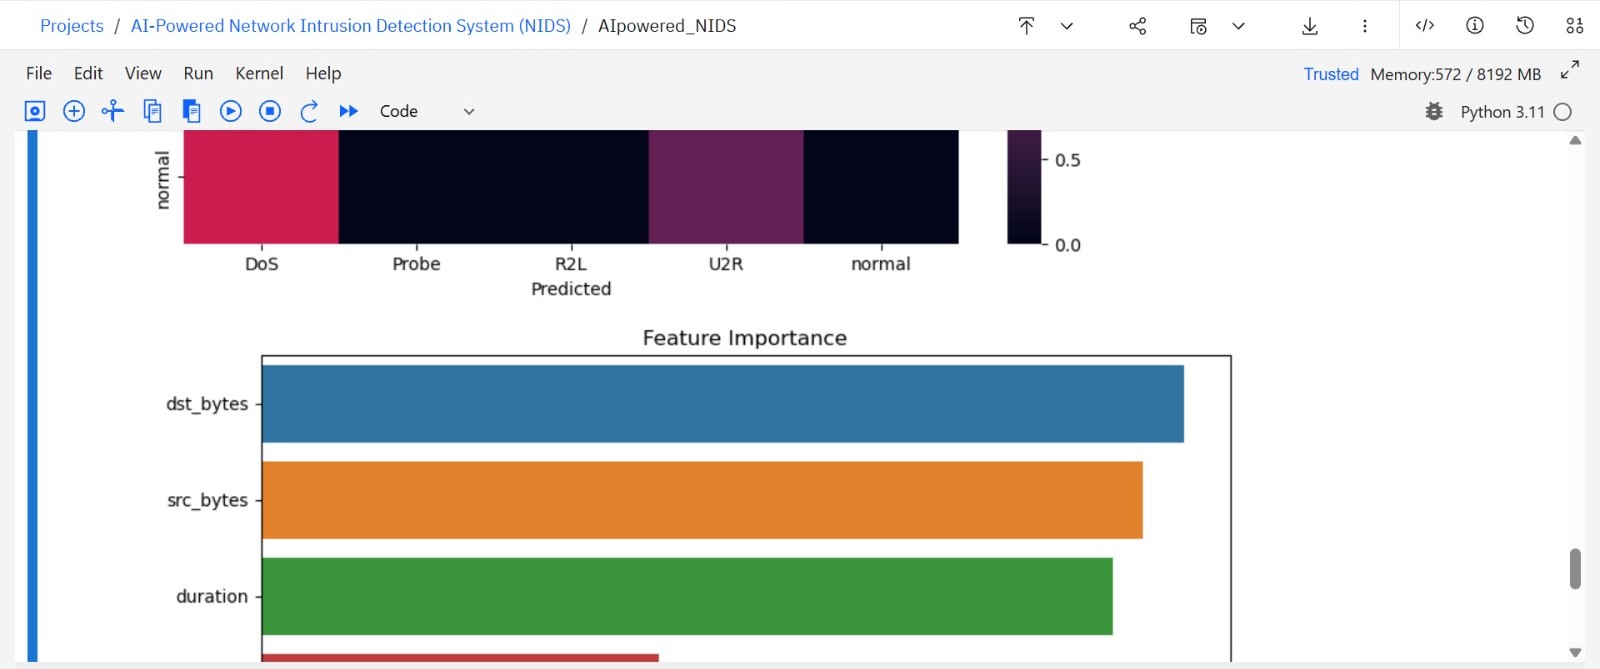 Projects / AI-Powered Network Intrusion Detection System (NIDS) / AIpowered_NIDS
File Edit View Run Kernel Help
Trusted Memory:572 / 8192 MB
Code
Python 3.11
normal
0.5
0.0
DoS Probe R2L U2R normal
Predicted
Feature Importance
dst_bytes
src_bytes
duration